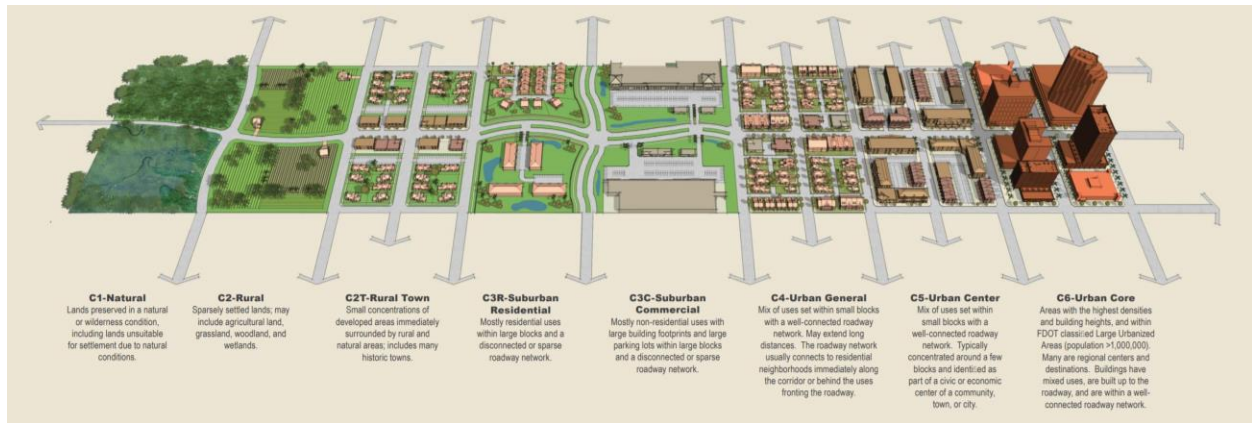 C1-Natural
Lands preserved in a natural
or wilderness condition,
including lands unsuitable
for settlement due to natural
conditions.
C2-Rural
Sparsely settled lands; may
include agricultural land,
grassland, woodland, and
wetlands.
C2T-Rural Town
Small concentrations of
developed areas immediately
surrounded by rural and
natural areas; includes many
historic towns.
C3R-Suburban
Residential
Mostly residential uses
within large blocks and a
disconnected or sparse
roadway network.
C3C-Suburban
Commercial
Mostly non-residential uses with
large building footprints and large
parking lots within large blocks
and a disconnected or sparse
roadway network.
C4-Urban General
Mix of uses set within small blocks
with a well-connected roadway
network. May extend long
distances. The roadway network
usually connects to residential
neighborhoods immediately along
the corridor or behind the uses
fronting the roadway.
C5-Urban Center
Mix of uses set within
small blocks with a
well-connected roadway
network. Typically
concentrated around a few
blocks and identified as
part of a civic or economic
center of a community,
town, or city.
C6-Urban Core
Areas with the highest densities
and building heights, and within
FDOT classified Large Urbanized
Areas (population >1,000,000).
Many are regional centers and
destinations. Buildings have
mixed uses, are built up to the
roadway, and are within a well-
connected roadway network.